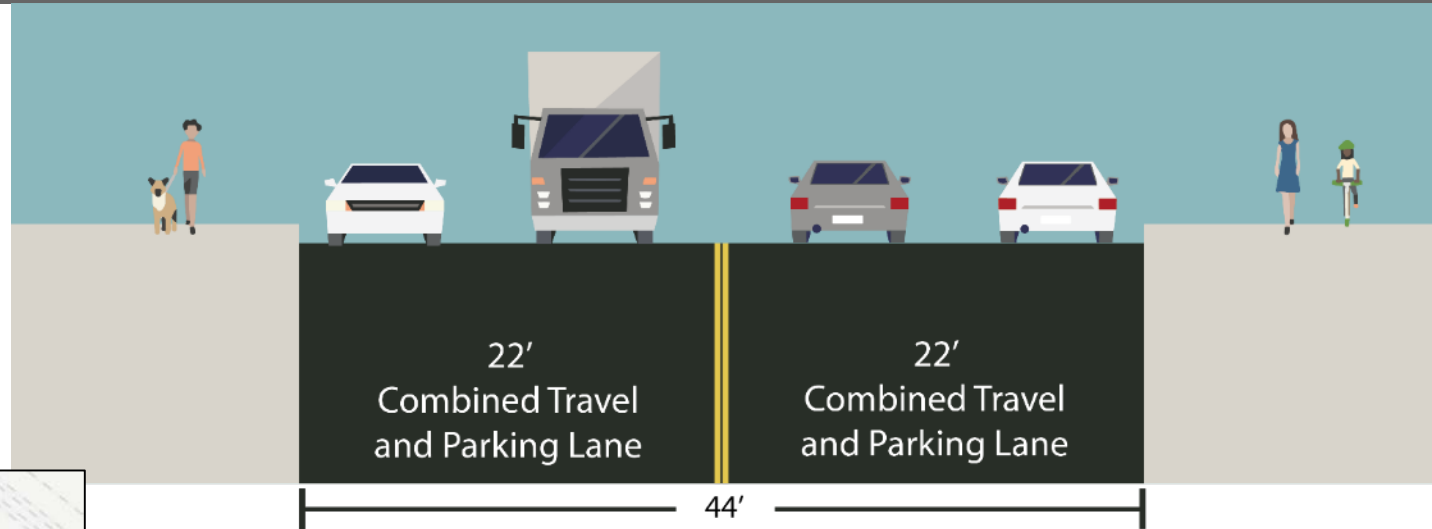 22′
Combined Travel
and Parking Lane
22′
Combined Travel
and Parking Lane
44′